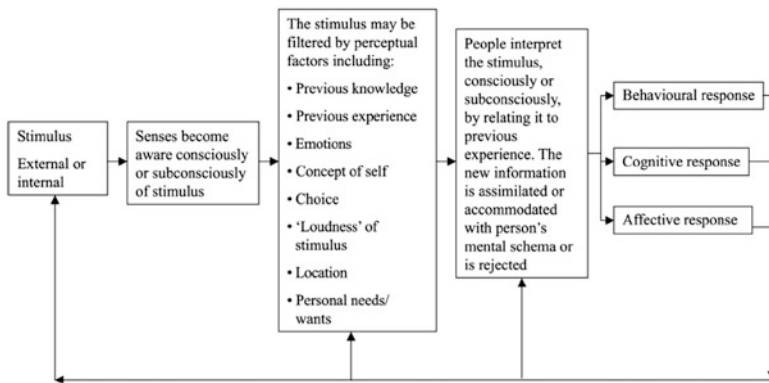 Stimulus
External or
internal
Senses become
aware consciously
or subconsciously
of stimulus
The stimulus may be
filtered by perceptual
factors including:
• Previous knowledge
• Previous experience
• Emotions
• Concept of self
• Choice
• ‘Loudness’ of
stimulus
• Location
• Personal needs/
wants
People interpret
the stimulus,
consciously or
subconsciously,
by relating it to
previous
experience. The
new information
is assimilated or
accommodated
with person’s
mental schema or
is rejected
Behavioural response
Cognitive response
Affective response